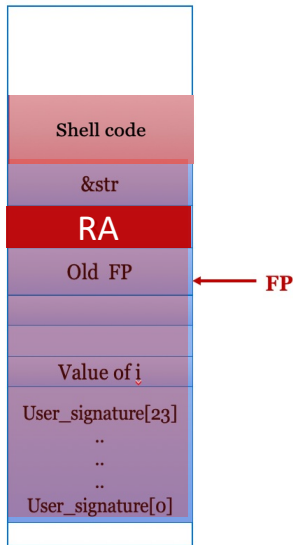 Shell code
&str
RA
Old FP
FP
Value of i
User_signature[23]
..
..
..
User_signature[0]